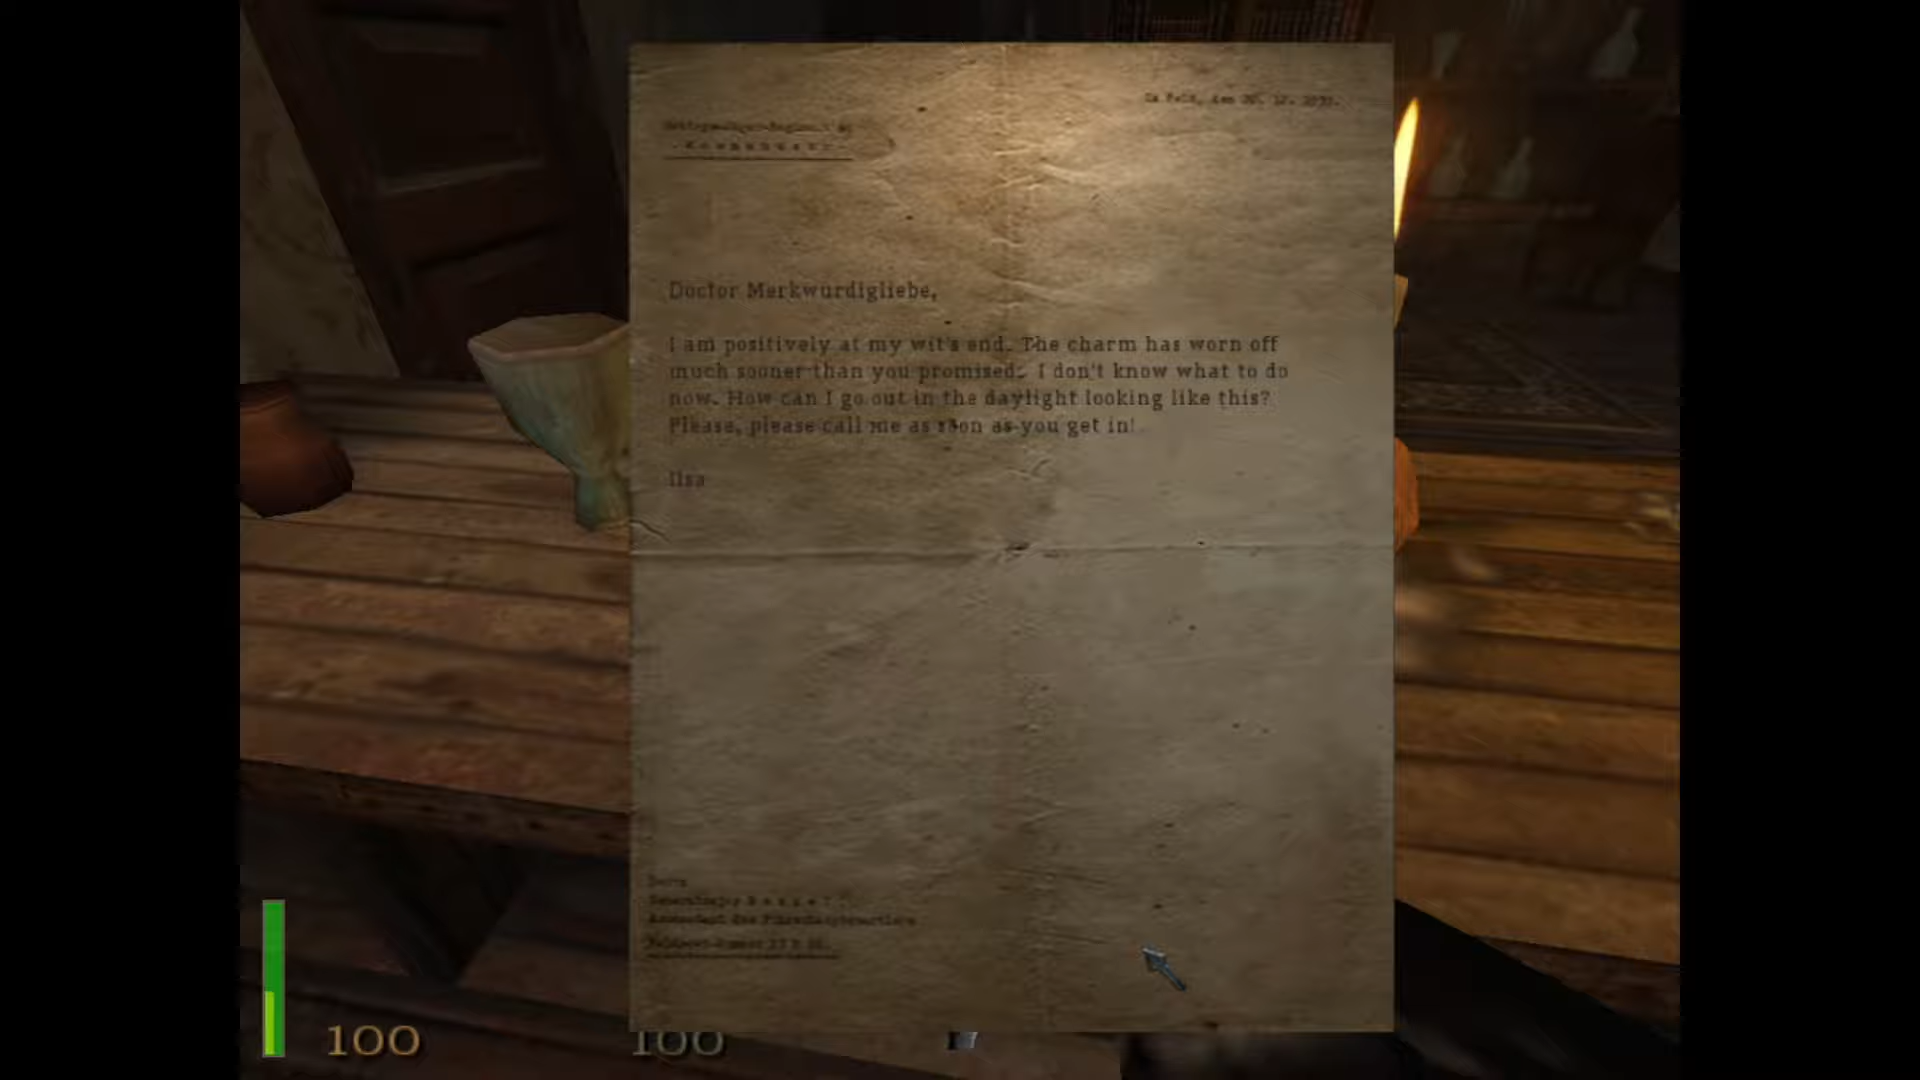 Doctor Merkwurdigliebe,
I am positively at my wit's end. The charm has worn off
much sooner than you promised. I don't know what to do
now. How can I go out in the daylight looking like this?
Please, please call me as soon as you get in!
Ilsa
100
100